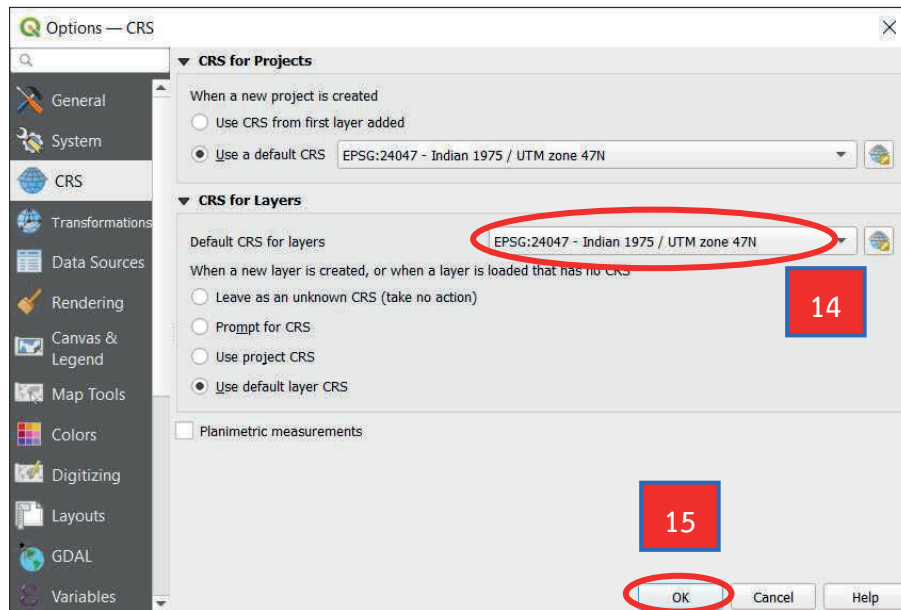 Options — CRS
General
System
CRS
Transformations
Data Sources
Rendering
Canvas &
Legend
Map Tools
Colors
Digitizing
Layouts
GDAL
Variables
CRS for Projects
When a new project is created
Use CRS from first layer added
Use a default CRS EPSG:24047 - Indian 1975 / UTM zone 47N
CRS for Layers
Default CRS for layers EPSG:24047 - Indian 1975 / UTM zone 47N
When a new layer is created, or when a layer is loaded that has no CRS
14
Leave as an unknown CRS (take no action)
Prompt for CRS
Use project CRS
Use default layer CRS
Planimetric measurements
15
OK Cancel Help